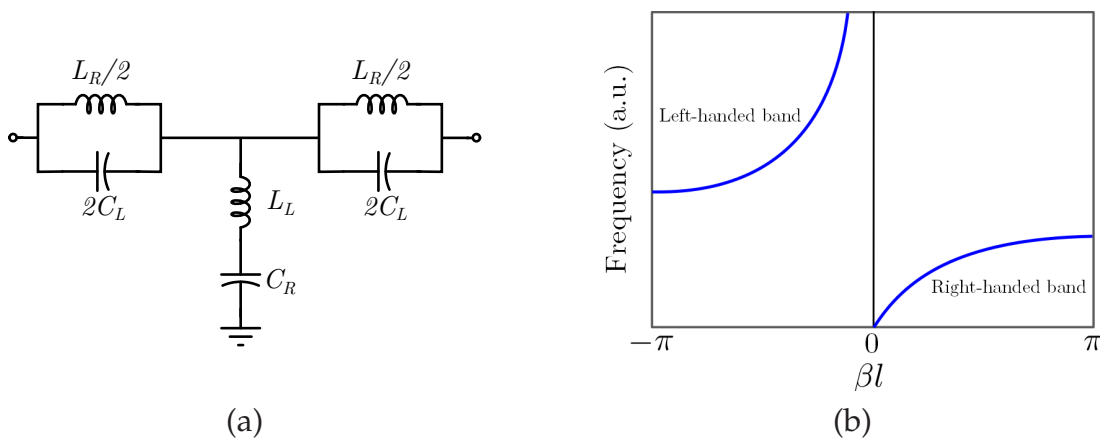 L_R/2
L_R/2
2C_L
2C_L
L_L
C_R
(a)
Frequency (a.u.)
Left-handed band
Right-handed band
−π
0
π
βl
(b)